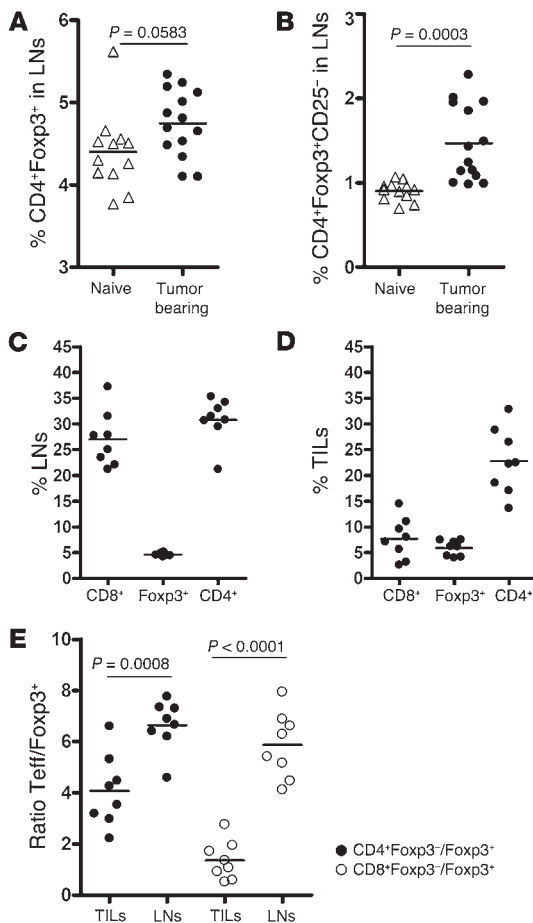 A
P = 0.0583
% CD4⁺Foxp3⁺ in LNs
6
5
4
3
Naive
Tumor
bearing
B
P = 0.0003
% CD4⁺Foxp3⁺CD25⁻ in LNs
3
2
1
0
Naive
Tumor
bearing
C
% LNs
45
40
35
30
25
20
15
10
5
0
CD8⁺ Foxp3⁺ CD4⁺
D
% TILs
45
40
35
30
25
20
15
10
5
0
CD8⁺ Foxp3⁺ CD4⁺
E
P = 0.0008
P < 0.0001
Ratio Teff/Foxp3⁺
10
8
6
4
2
0
TILs LNs TILs LNs
CD4⁺Foxp3⁻/Foxp3⁺
CD8⁺Foxp3⁻/Foxp3⁺